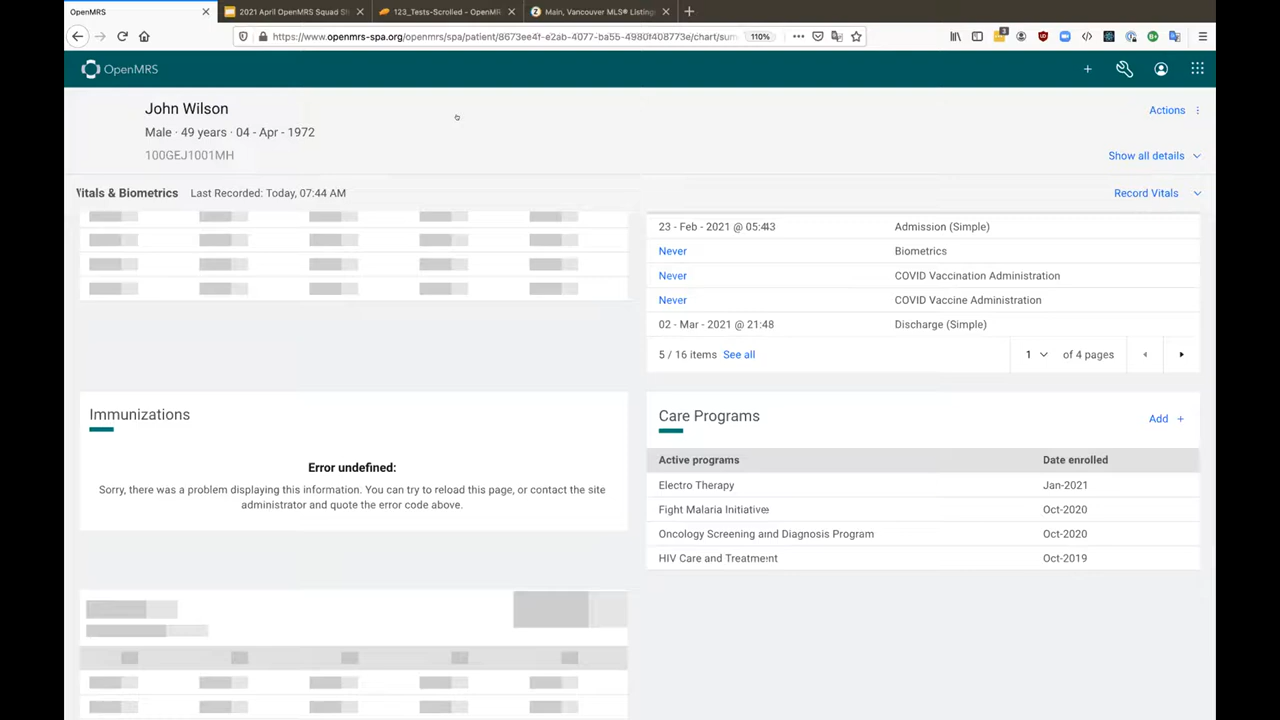 OpenMRS
2021 April OpenMRS Squad Sh
123_Tests-Scrolled - OpenMR
Main, Vancouver MLS® Listing
https://www.openmrs-spa.org/openmrs/spa/patient/8673ee4f-e2ab-4077-ba55-4980f408773e/chart/sum
110%
OpenMRS
John Wilson
Actions
Male · 49 years · 04 - Apr - 1972
100GEJ1001MH
Show all details
Vitals & Biometrics Last Recorded: Today, 07:44 AM
Record Vitals
23 - Feb - 2021 @ 05:43 Admission (Simple)
Never Biometrics
Never COVID Vaccination Administration
Never COVID Vaccine Administration
02 - Mar - 2021 @ 21:48 Discharge (Simple)
5 / 16 items See all 1 of 4 pages
Immunizations
Error undefined:
Sorry, there was a problem displaying this information. You can try to reload this page, or contact the site
administrator and quote the error code above.
Care Programs
Add +
Active programs Date enrolled
Electro Therapy Jan-2021
Fight Malaria Initiative Oct-2020
Oncology Screening and Diagnosis Program Oct-2020
HIV Care and Treatment Oct-2019